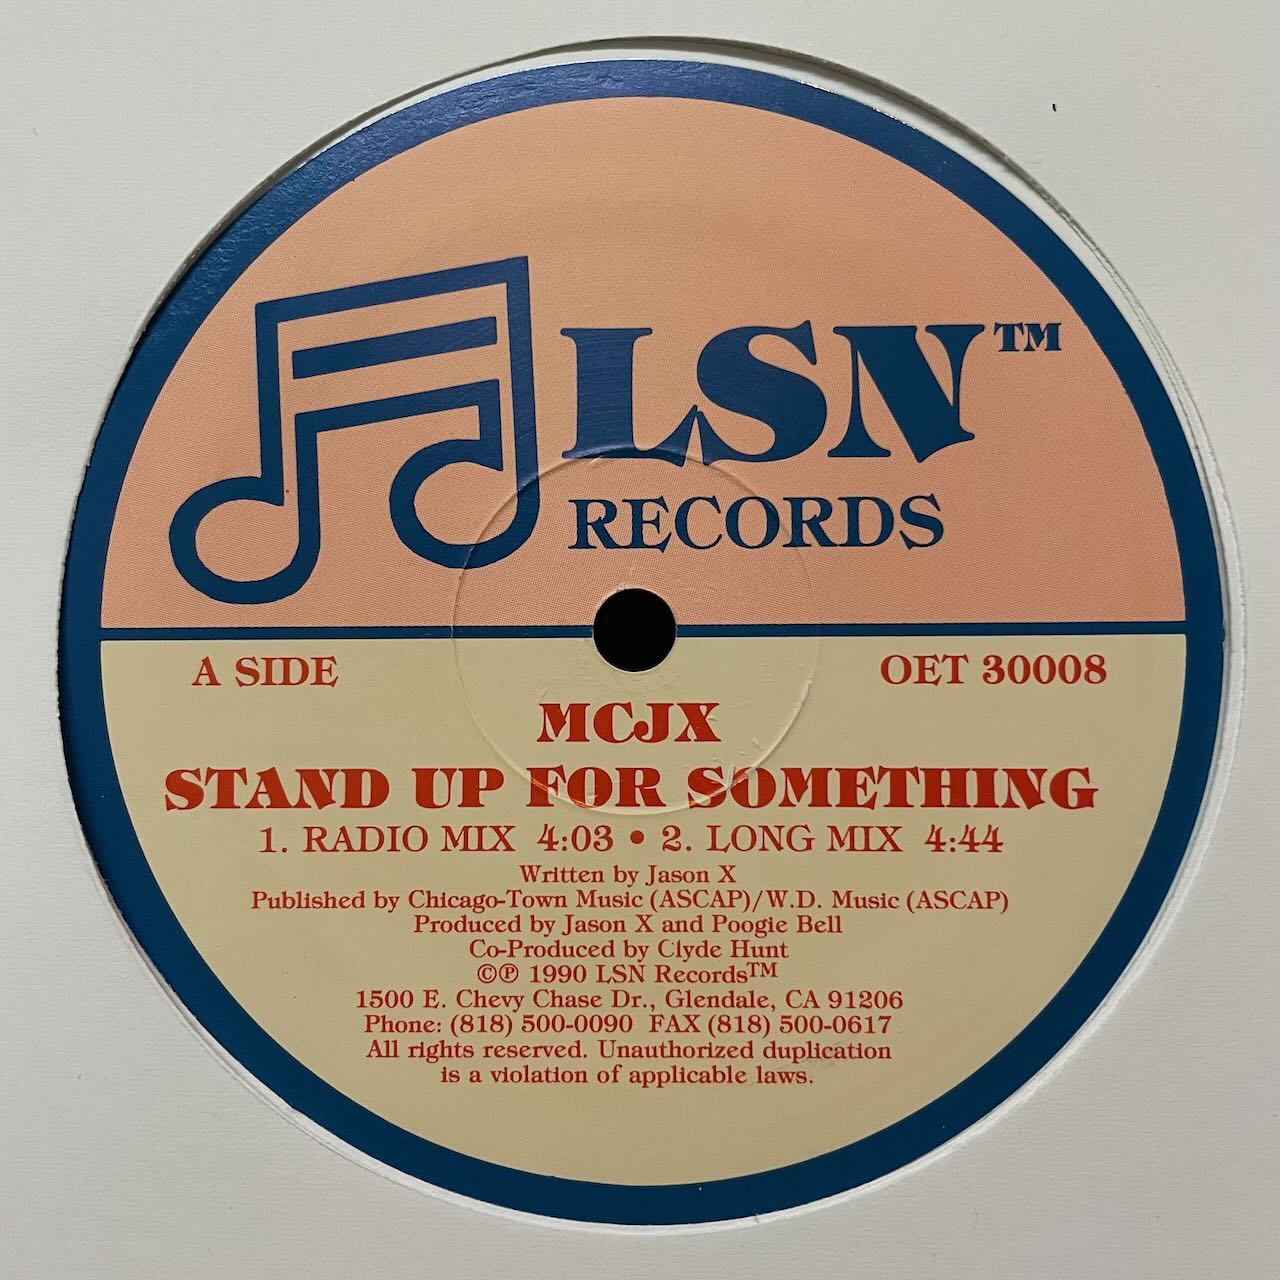 LSN™
RECORDS
A SIDE OET 30008
MCJX
STAND UP FOR SOMETHING
1. RADIO MIX 4:03 • 2. LONG MIX 4:44
Written by Jason X
Published by Chicago-Town Music (ASCAP)/W.D. Music (ASCAP)
Produced by Jason X and Poogie Bell
Co-Produced by Clyde Hunt
©℗ 1990 LSN Records™
1500 E. Chevy Chase Dr., Glendale, CA 91206
Phone: (818) 500-0090 FAX (818) 500-0617
All rights reserved. Unauthorized duplication
is a violation of applicable laws.